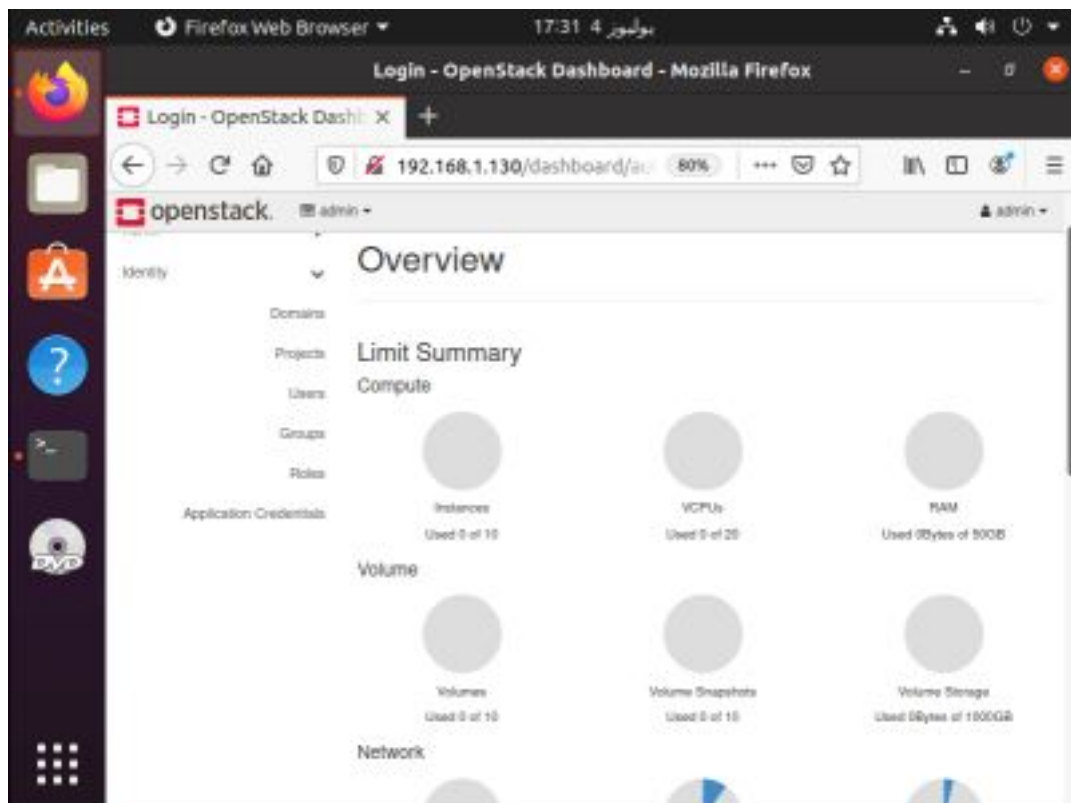 Activities Firefox Web Browser 17:31 4 يوليوز
Login - OpenStack Dashboard - Mozilla Firefox
Login - OpenStack Dashb
192.168.1.130/dashboard/au 80%
openstack. admin admin
Identity
Domains
Projects
Users
Groups
Roles
Application Credentials
Overview
Limit Summary
Compute
Instances VCPUs RAM
Used 0 of 10 Used 0 of 20 Used 0Bytes of 50GB
Volume
Volumes Volume Snapshots Volume Storage
Used 0 of 10 Used 0 of 10 Used 0Bytes of 1000GB
Network